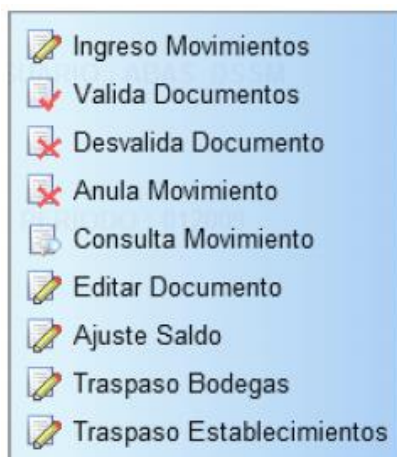 Ingreso Movimientos
Valida Documentos
Desvalida Documento
Anula Movimiento
Consulta Movimiento
Editar Documento
Ajuste Saldo
Traspaso Bodegas
Traspaso Establecimientos